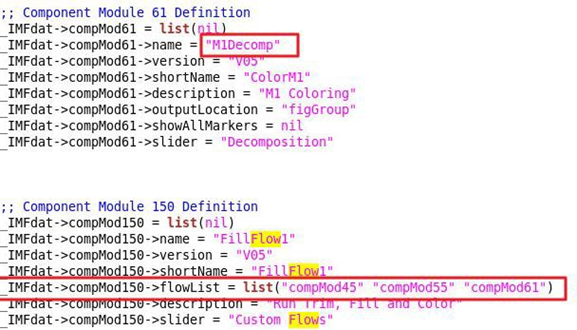 ;; Component Module 61 Definition
_IMFdat->compMod61 = list(nil)
_IMFdat->compMod61->name = "M1Decomp"
_IMFdat->compMod61->version = "V05"
_IMFdat->compMod61->shortName = "ColorM1"
_IMFdat->compMod61->description = "M1 Coloring"
_IMFdat->compMod61->outputLocation = "figGroup"
_IMFdat->compMod61->showAllMarkers = nil
_IMFdat->compMod61->slider = "Decomposition"
;; Component Module 150 Definition
_IMFdat->compMod150 = list(nil)
_IMFdat->compMod150->name = "FillFlow1"
_IMFdat->compMod150->version = "V05"
_IMFdat->compMod150->shortName = "FillFlow1"
_IMFdat->compMod150->flowList = list("compMod45" "compMod55" "compMod61")
_IMFdat->compMod150->description = "Run Trim, Fill and Color"
_IMFdat->compMod150->slider = "Custom Flows"